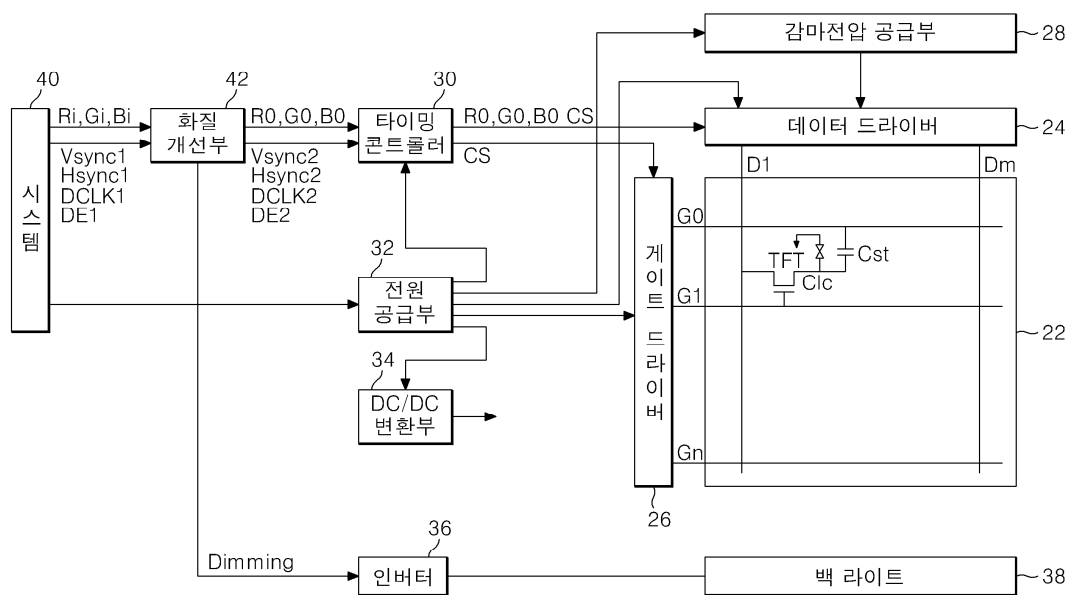 감마전압 공급부
28
40
42
30
Ri,Gi,Bi
화질
개선부
R0,G0,B0
타이밍
콘트롤러
R0,G0,B0 CS
데이터 드라이버
24
Vsync1
Hsync1
DCLK1
DE1
Vsync2
Hsync2
DCLK2
DE2
CS
D1
Dm
시스템
G0
TFT
Cst
Clc
게이트 드라이버
32
전원
공급부
G1
22
34
DC/DC
변환부
Gn
26
36
Dimming
인버터
백 라이트
38